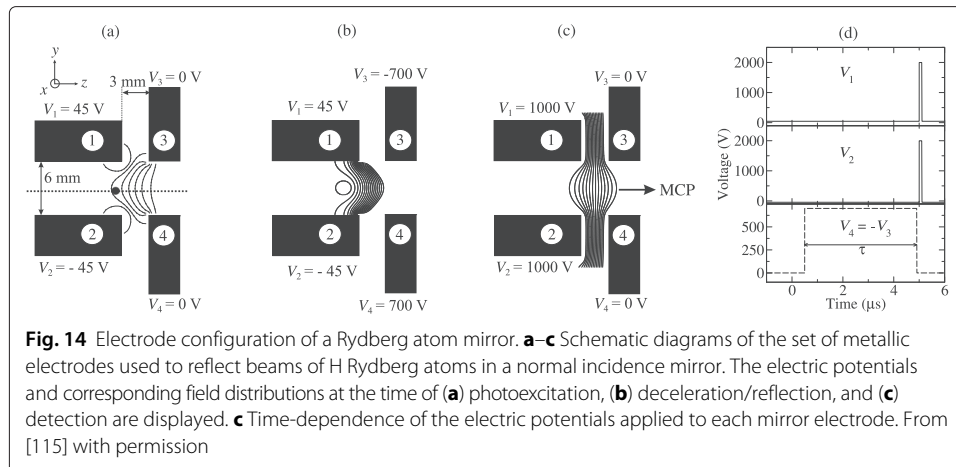 (a)
(b)
(c)
(d)
y
x
z
3 mm
V3 = 0 V
V1 = 45 V
1
3
6 mm
2
4
V2 = - 45 V
V4 = 0 V
V3 = -700 V
V1 = 45 V
1
3
2
4
V2 = - 45 V
V4 = 700 V
V3 = 0 V
V1 = 1000 V
1
3
MCP
2
4
V2 = 1000 V
V4 = 0 V
2000
1000
0
V1
2000
1000
0
V2
500
0
V4 = -V3
τ
Voltage (V)
0 2 4 6
Time (μs)
Fig. 14 Electrode configuration of a Rydberg atom mirror. a–c Schematic diagrams of the set of metallic
electrodes used to reflect beams of H Rydberg atoms in a normal incidence mirror. The electric potentials
and corresponding field distributions at the time of (a) photoexcitation, (b) deceleration/reflection, and (c)
detection are displayed. c Time-dependence of the electric potentials applied to each mirror electrode. From
[115] with permission